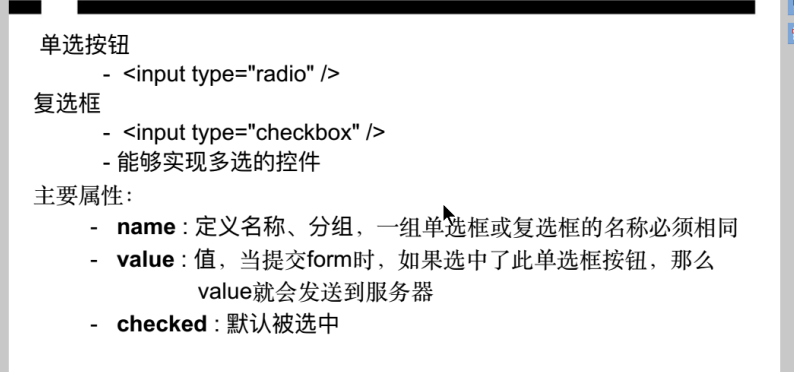 单选按钮
- <input type="radio" />
复选框
- <input type="checkbox" />
- 能够实现多选的控件
主要属性：
- name : 定义名称、分组，一组单选框或复选框的名称必须相同
- value : 值，当提交form时，如果选中了此单选框按钮，那么
value就会发送到服务器
- checked : 默认被选中